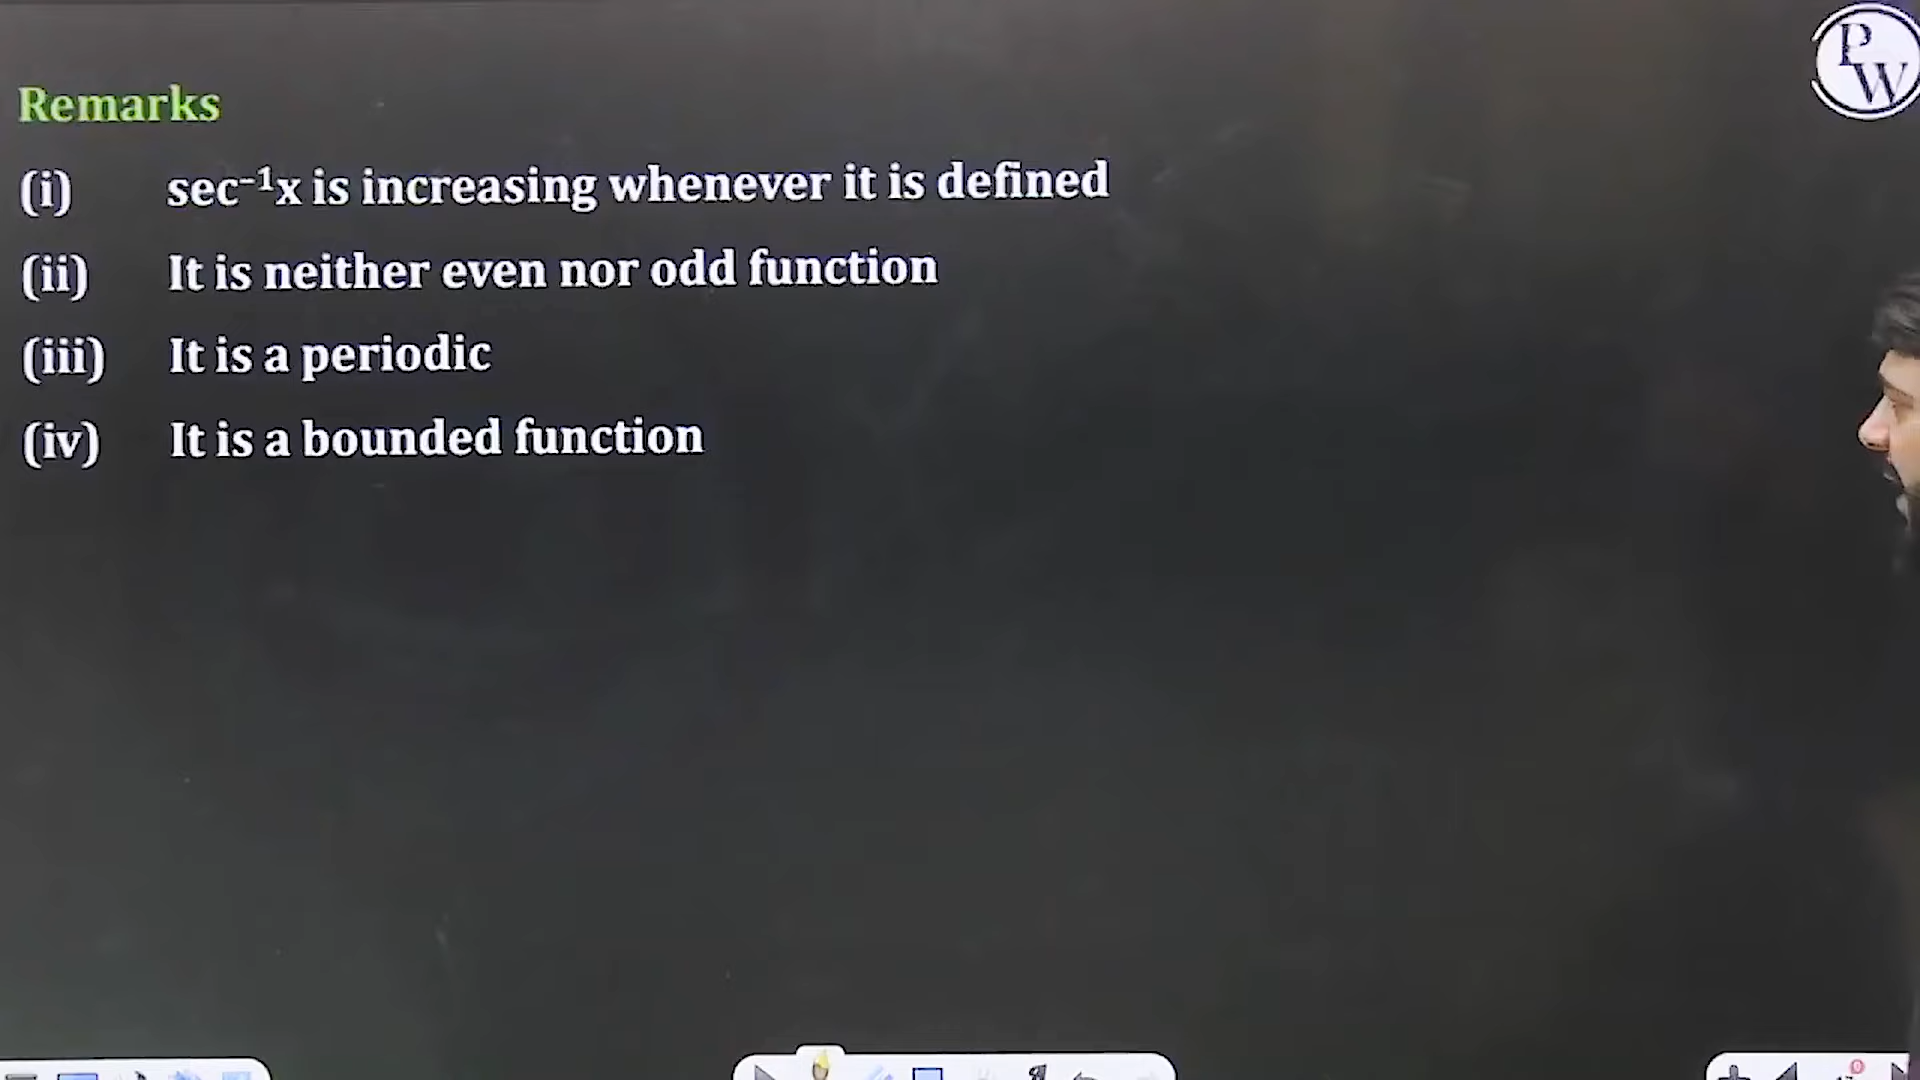 PW
Remarks
(i) sec⁻¹x is increasing whenever it is defined
(ii) It is neither even nor odd function
(iii) It is a periodic
(iv) It is a bounded function